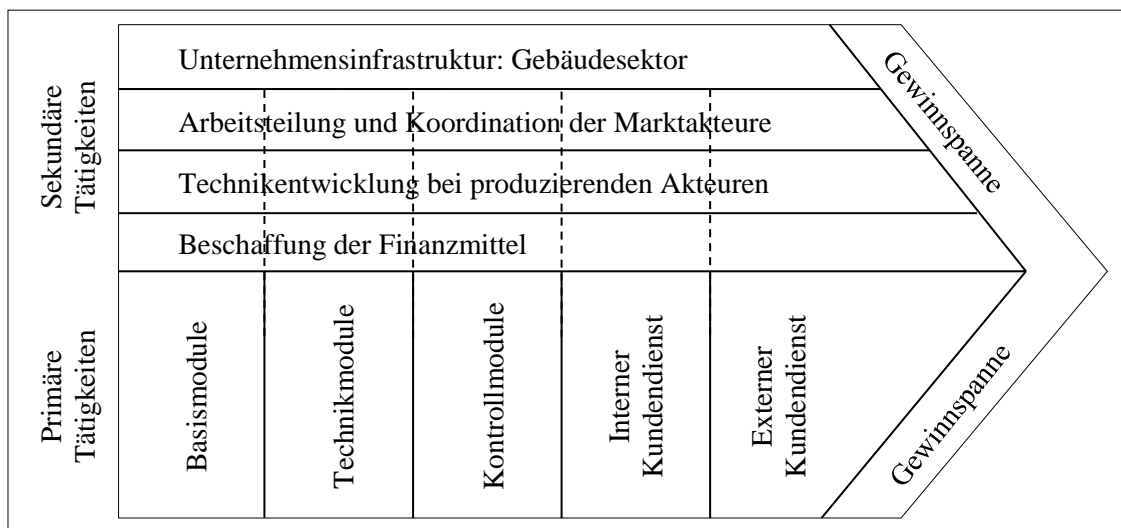 Unternehmensinfrastruktur: Gebäudesektor
Arbeitsteilung und Koordination der Marktakteure
Technikentwicklung bei produzierenden Akteuren
Beschaffung der Finanzmittel
Sekundäre
Tätigkeiten
Gewinnspanne
Primäre
Tätigkeiten
Basismodule
Technikmodule
Kontrollmodule
Interner
Kundendienst
Externer
Kundendienst
Gewinnspanne